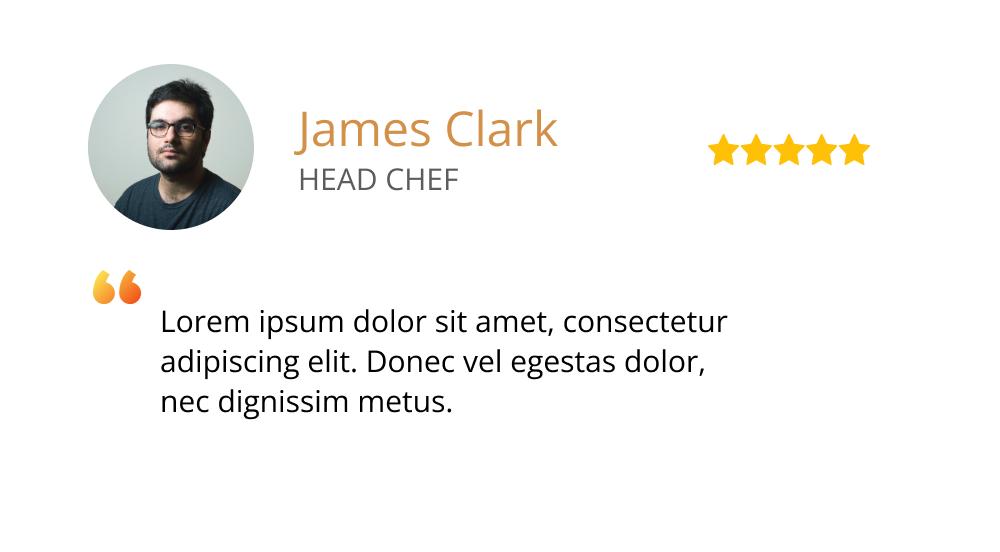 James Clark
HEAD CHEF
“
Lorem ipsum dolor sit amet, consectetur
adipiscing elit. Donec vel egestas dolor,
nec dignissim metus.